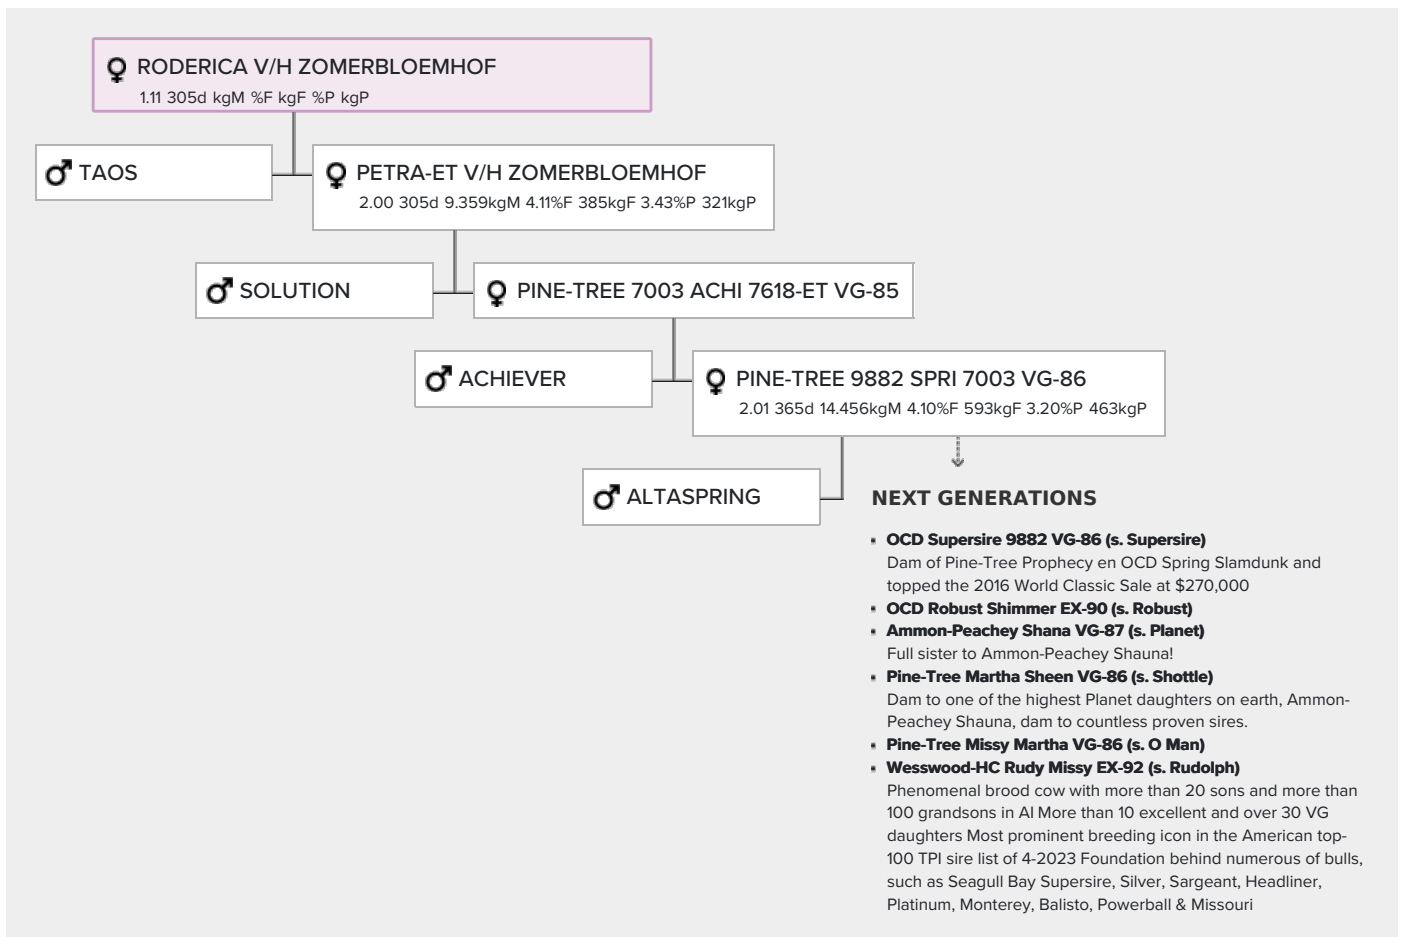 RODERICA V/H ZOMERBLOEMHOF
1.11 305d kgM %F kgF %P kgP
TAOS
PETRA-ET V/H ZOMERBLOEMHOF
2.00 305d 9.359kgM 4.11%F 385kgF 3.43%P 321kgP
SOLUTION
PINE-TREE 7003 ACHI 7618-ET VG-85
ACHIEVER
PINE-TREE 9882 SPRI 7003 VG-86
2.01 365d 14.456kgM 4.10%F 593kgF 3.20%P 463kgP
ALTASPRING
NEXT GENERATIONS
OCD Supersire 9882 VG-86 (s. Supersire)
Dam of Pine-Tree Prophecy en OCD Spring Slamdunk and
topped the 2016 World Classic Sale at $270,000
OCD Robust Shimmer EX-90 (s. Robust)
Ammon-Peachey Shana VG-87 (s. Planet)
Full sister to Ammon-Peachey Shauna!
Pine-Tree Martha Sheen VG-86 (s. Shottle)
Dam to one of the highest Planet daughters on earth, Ammon-
Peachey Shauna, dam to countless proven sires.
Pine-Tree Missy Martha VG-86 (s. O Man)
Wesswood-HC Rudy Missy EX-92 (s. Rudolph)
Phenomenal brood cow with more than 20 sons and more than
100 grandsons in AI More than 10 excellent and over 30 VG
daughters Most prominent breeding icon in the American top-
100 TPI sire list of 4-2023 Foundation behind numerous of bulls,
such as Seagull Bay Supersire, Silver, Sargeant, Headliner,
Platinum, Monterey, Balisto, Powerball & Missouri